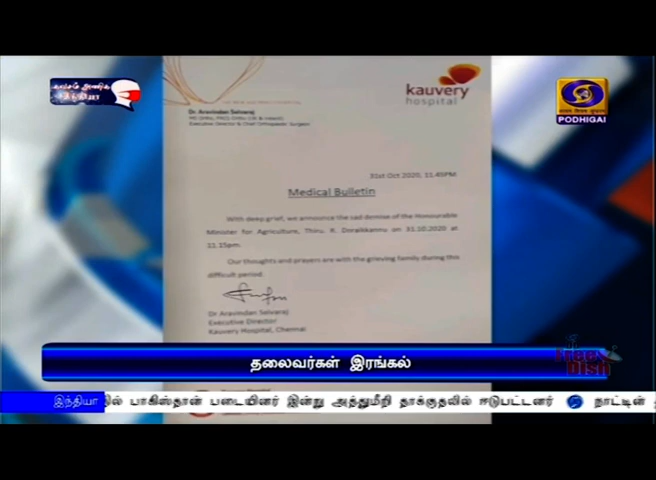 kauvery
hospital
Dr. Aravindan Selvaraj
Executive Director & Chief Orthopaedic Surgeon
31st Oct 2020, 11.45PM
Medical Bulletin
With deep grief, we announce the sad demise of the Honourable
Minister for Agriculture, Thiru. R. Doraikkannu on 31.10.2020 at
11.15pm.
Our thoughts and prayers are with the grieving family during this
difficult period.
Dr Aravindan Selvaraj
Executive Director
Kauvery Hospital, Chennai
PODHIGAI
தலைவர்கள் இரங்கல்
Free Dish
இந்தியா ில் பாகிஸ்தான் படையினர் இன்று அத்துமீறி தாக்குதலில் ஈடுபட்டனர் நாட்டின்